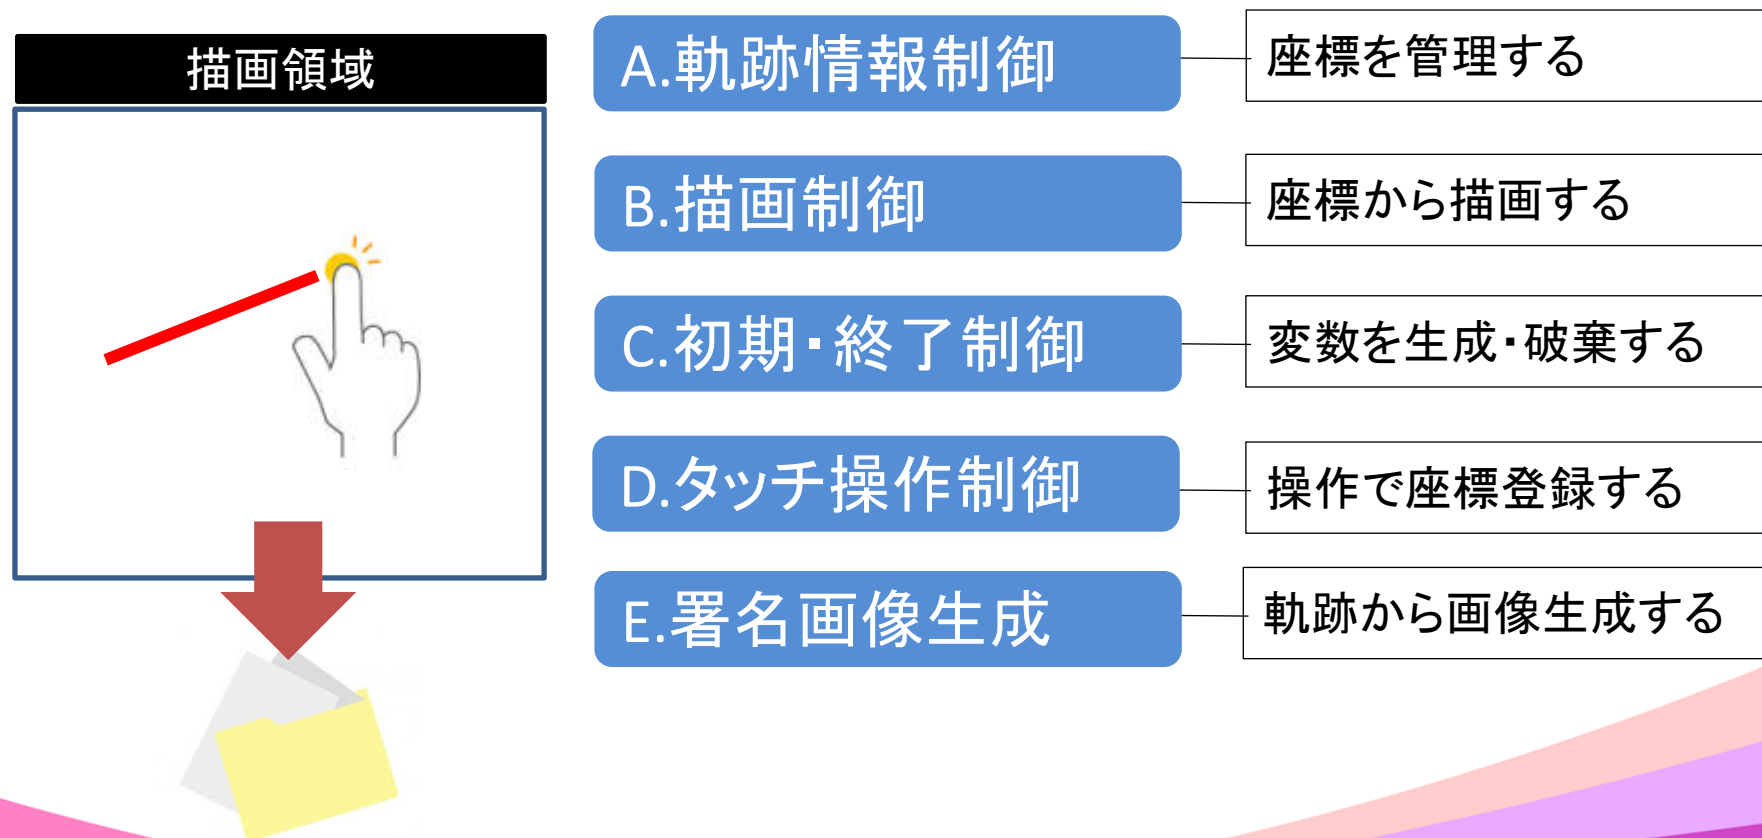 描画領域
A.軌跡情報制御
座標を管理する
B.描画制御
座標から描画する
C.初期・終了制御
変数を生成・破棄する
D.タッチ操作制御
操作で座標登録する
E.署名画像生成
軌跡から画像生成する